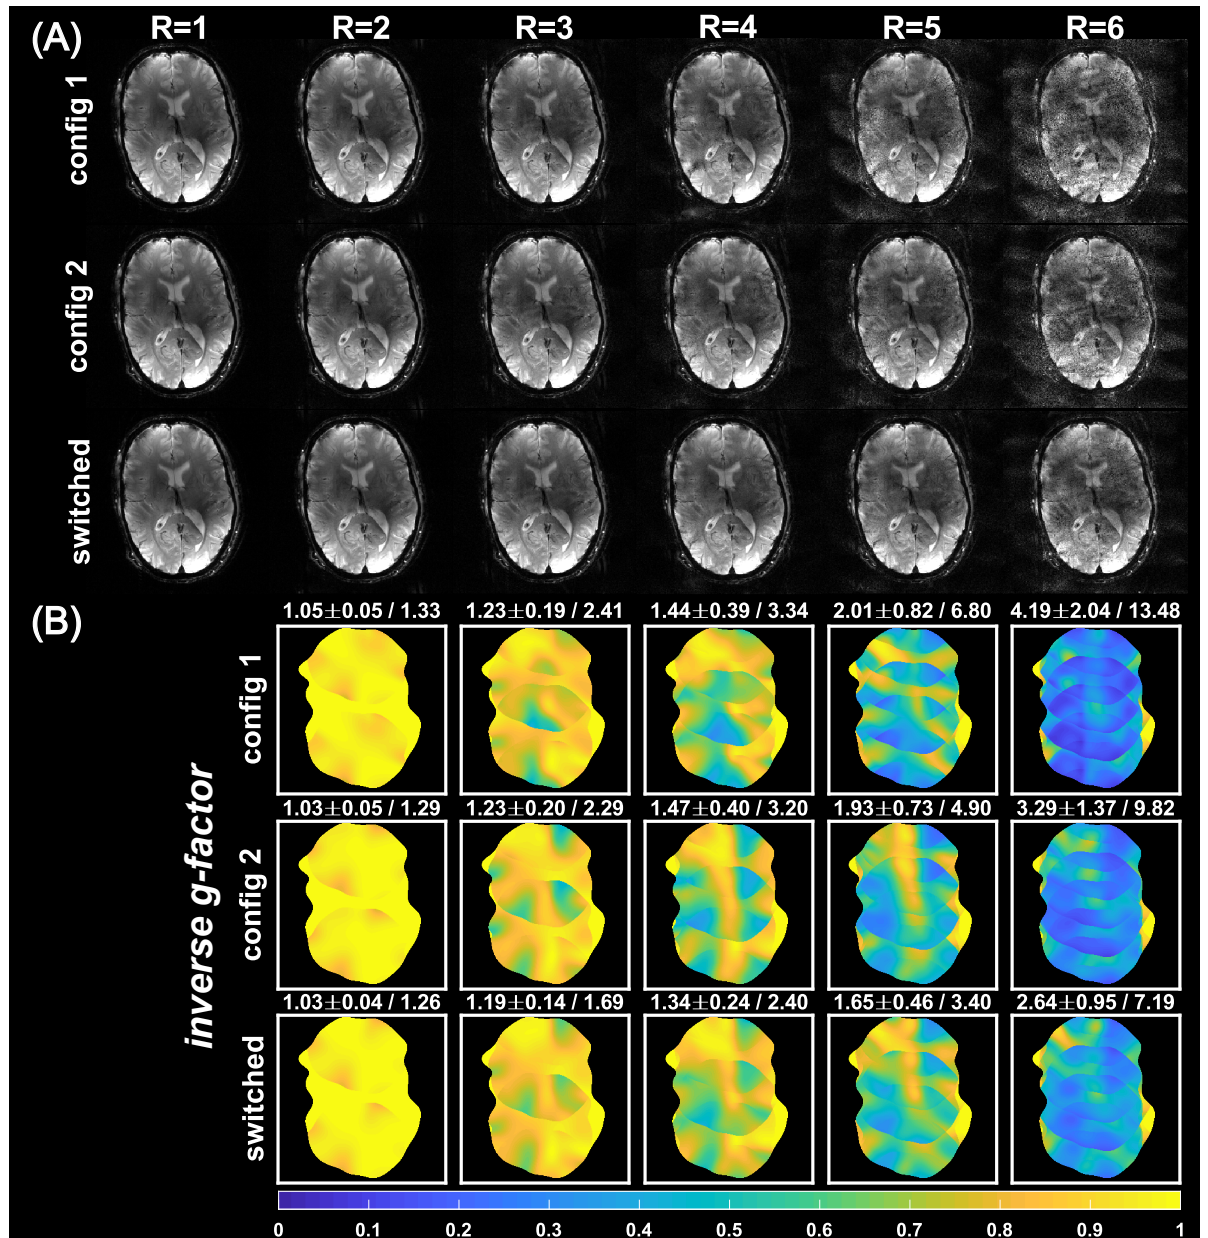 (A) R=1 R=2 R=3 R=4 R=5 R=6
config 1
config 2
switched
(B) 1.05±0.05 / 1.33 1.23±0.19 / 2.41 1.44±0.39 / 3.34 2.01±0.82 / 6.80 4.19±2.04 / 13.48
config 1
1.03±0.05 / 1.29 1.23±0.20 / 2.29 1.47±0.40 / 3.20 1.93±0.73 / 4.90 3.29±1.37 / 9.82
inverse g-factor
config 2
1.03±0.04 / 1.26 1.19±0.14 / 1.69 1.34±0.24 / 2.40 1.65±0.46 / 3.40 2.64±0.95 / 7.19
switched
0 0.1 0.2 0.3 0.4 0.5 0.6 0.7 0.8 0.9 1